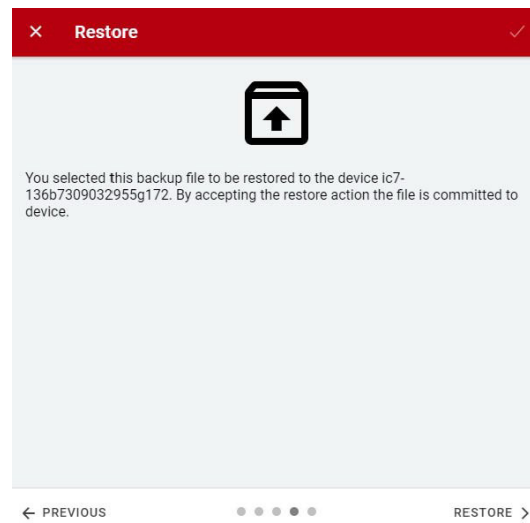 Restore
You selected this backup file to be restored to the device ic7-
136b7309032955g172. By accepting the restore action the file is committed to
device.
PREVIOUS
RESTORE